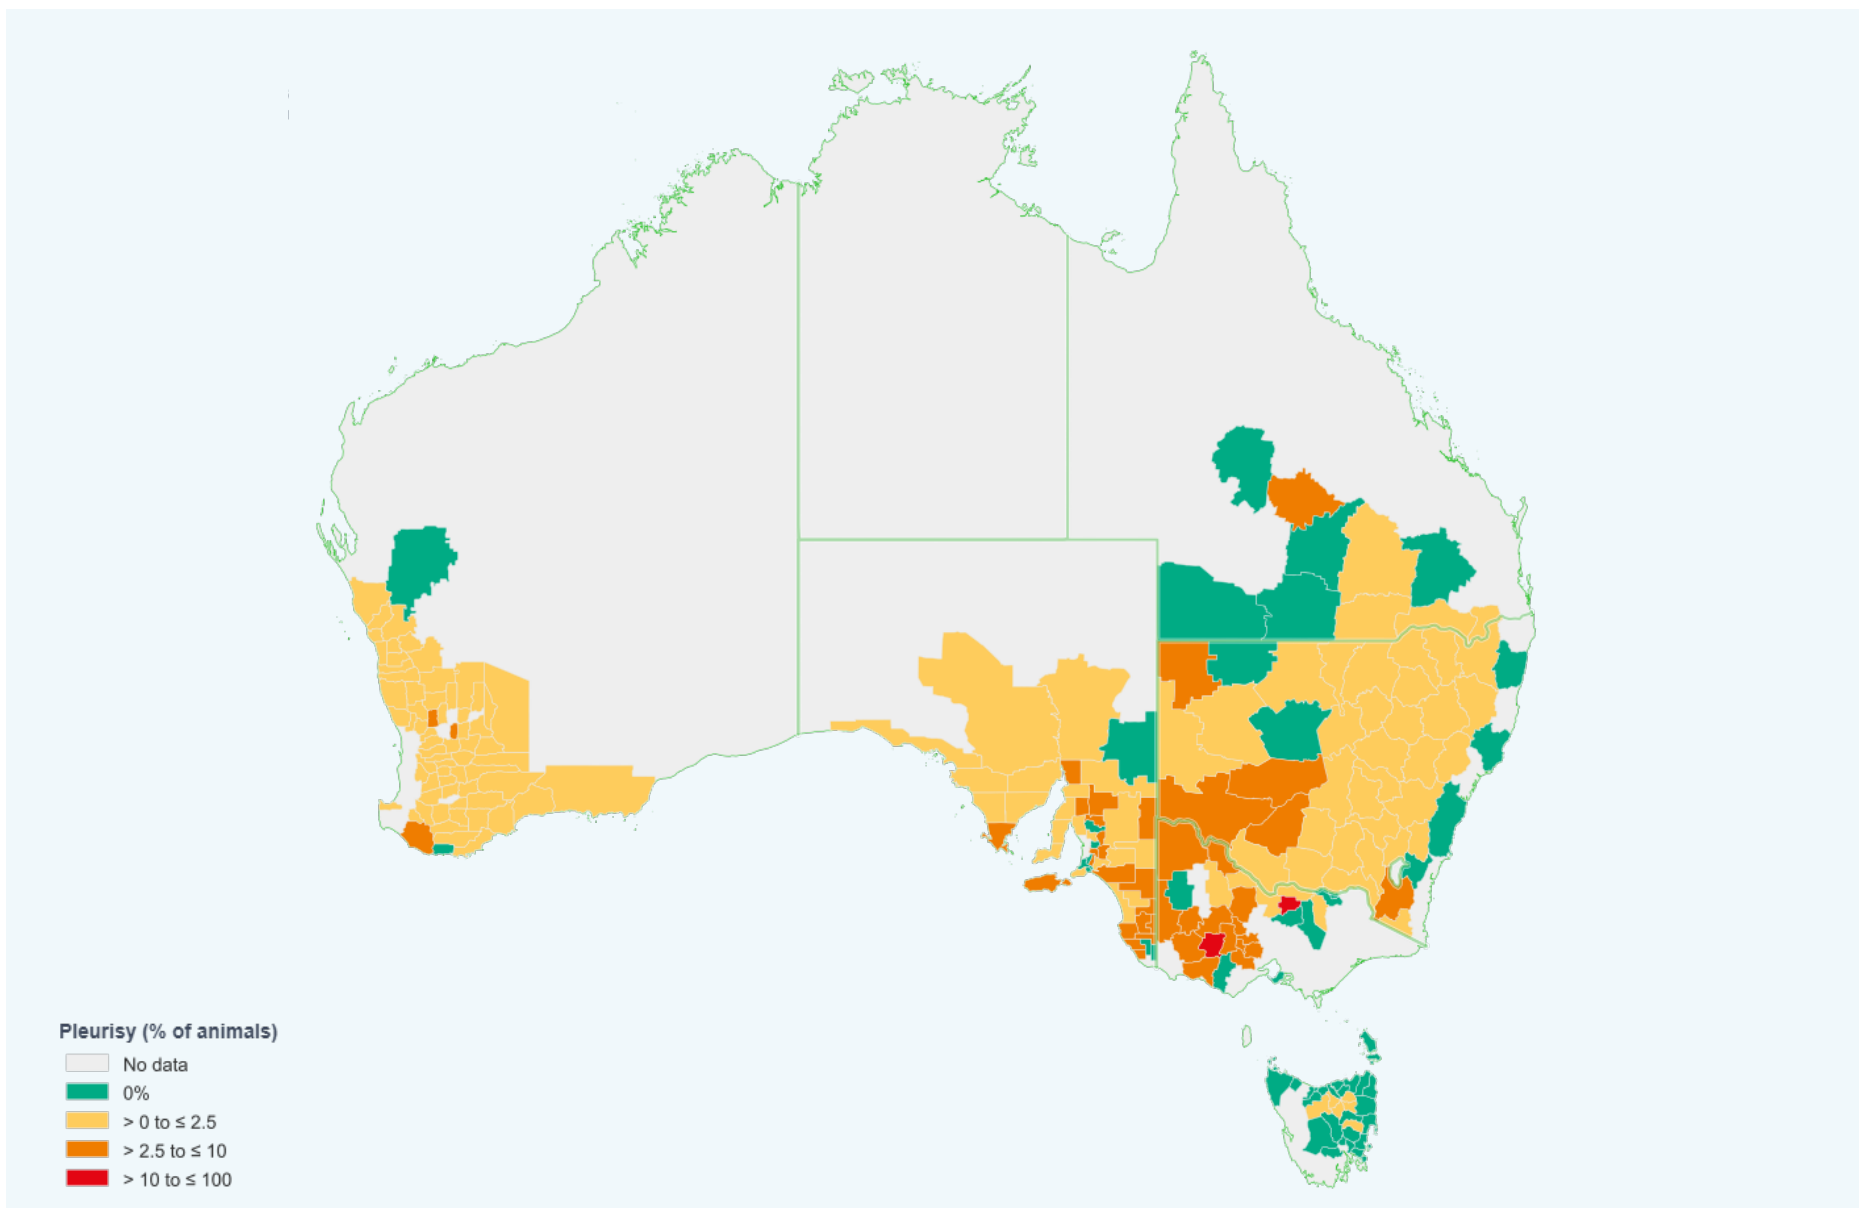 Pleurisy (% of animals)
No data
0%
> 0 to ≤ 2.5
> 2.5 to ≤ 10
> 10 to ≤ 100